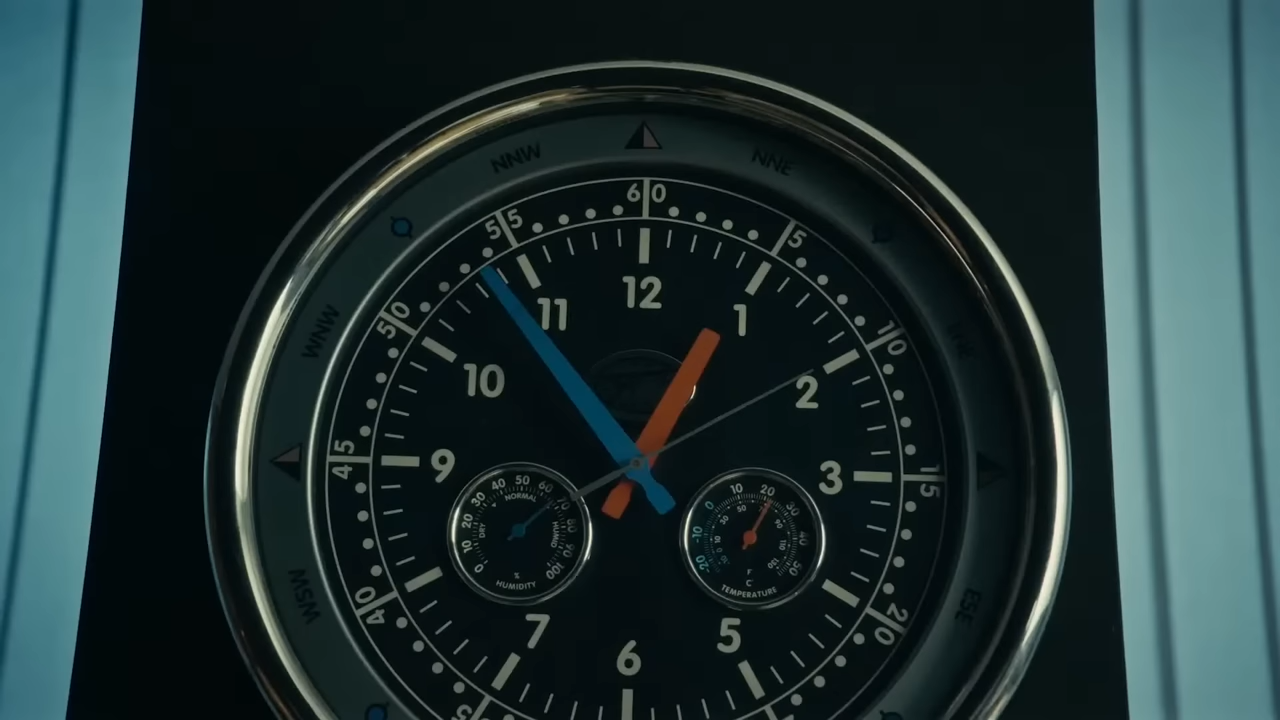 NNW
NNE
60
55
5
12
11
1
50
10
WNW
10
2
45
9
3
15
40 50 60 70 80 90 100
30 20 10 0
NORMAL
DRY
HUMID
%
HUMIDITY
-20 -10 0 10 20 30 40 50
F
C
TEMPERATURE
WSW
40
20
ESE
7
5
6